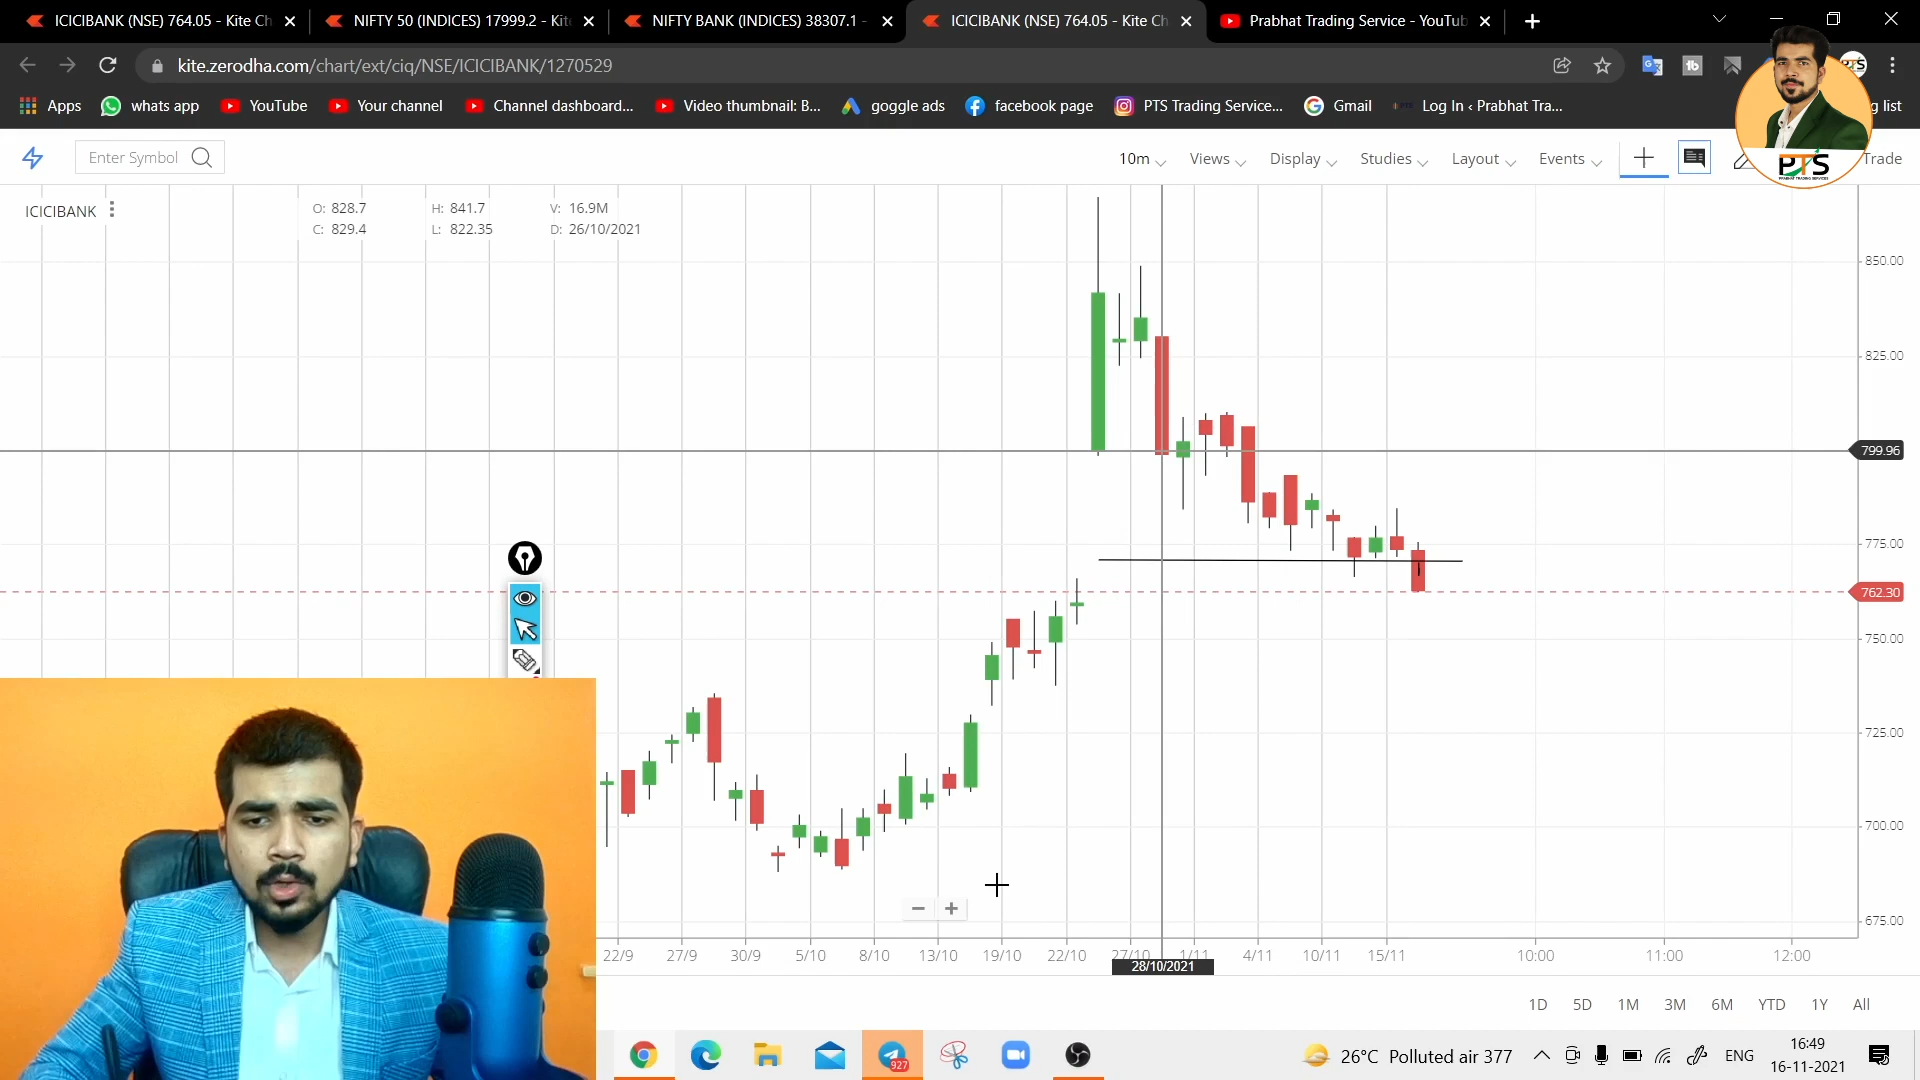 ICICIBANK (NSE) 764.05 - Kite Ch
NIFTY 50 (INDICES) 17999.2 - Kit
NIFTY BANK (INDICES) 38307.1 -
ICICIBANK (NSE) 764.05 - Kite Ch
Prabhat Trading Service - YouTub
kite.zerodha.com/chart/ext/ciq/NSE/ICICIBANK/1270529
Apps
whats app
YouTube
Your channel
Channel dashboard...
Video thumbnail: B...
goggle ads
facebook page
PTS Trading Service...
Gmail
Log In ‹ Prabhat Tra...
g list
Enter Symbol
10m
Views
Display
Studies
Layout
Events
Trade
PTS
ICICIBANK
O: 828.7
H: 841.7
V: 16.9M
C: 829.4
L: 822.35
D: 26/10/2021
850.00
825.00
799.96
775.00
762.30
750.00
725.00
700.00
675.00
22/9
27/9
30/9
5/10
8/10
13/10
19/10
22/10
27/10
1/11
4/11
10/11
15/11
10:00
11:00
12:00
28/10/2021
1D
5D
1M
3M
6M
YTD
1Y
All
927
26°C Polluted air 377
ENG
16:49
16-11-2021